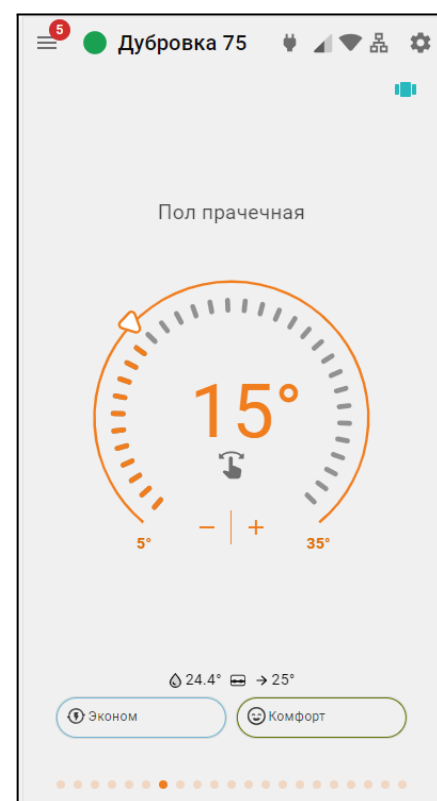 5
Дубровка 75
Пол прачечная
15°
− +
5° 35°
24.4° → 25°
Эконом Комфорт